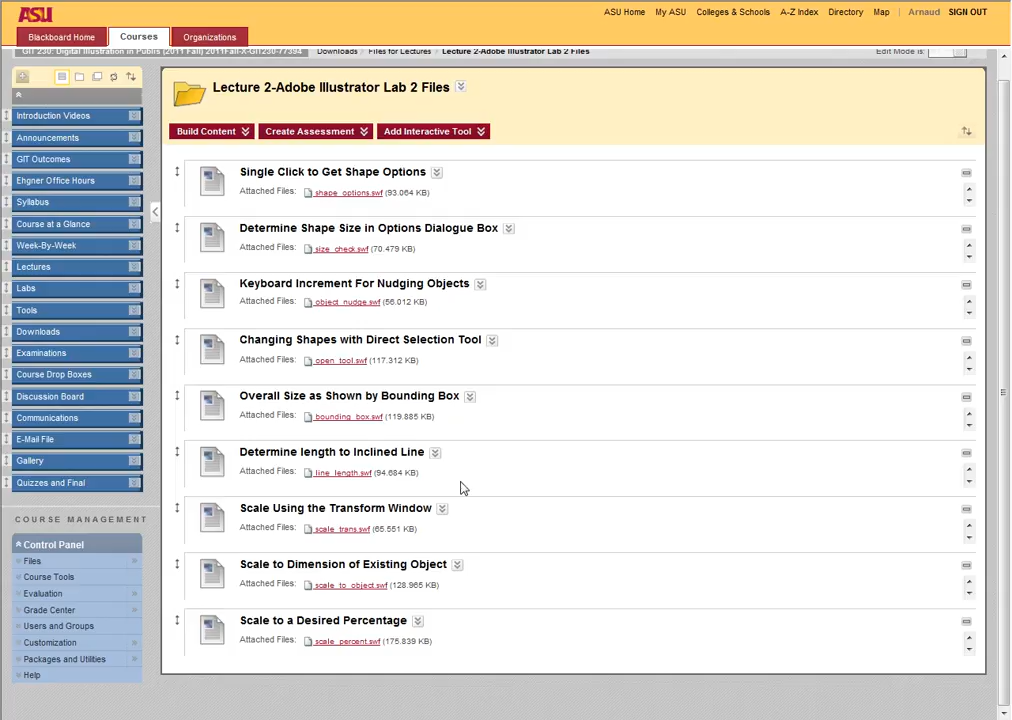 ASU
ASU Home My ASU Colleges & Schools A-Z Index Directory Map | Arnaud SIGN OUT
Blackboard Home Courses Organizations
GIT 230: Digital Illustration in Publis (2011 Fall) 2011Fall-X-GIT230-77394 Downloads Files for Lectures Lecture 2-Adobe Illustrator Lab 2 Files Edit Mode is:
Introduction Videos
Announcements
GIT Outcomes
Ehgner Office Hours
Syllabus
Course at a Glance
Week-By-Week
Lectures
Labs
Tools
Downloads
Examinations
Course Drop Boxes
Discussion Board
Communications
E-Mail File
Gallery
Quizzes and Final
COURSE MANAGEMENT
Control Panel
Files
Course Tools
Evaluation
Grade Center
Users and Groups
Customization
Packages and Utilities
Help
Lecture 2-Adobe Illustrator Lab 2 Files
Build Content Create Assessment Add Interactive Tool
Single Click to Get Shape Options
Attached Files: shape_options.swf (93.064 KB)
Determine Shape Size in Options Dialogue Box
Attached Files: size_check.swf (70.479 KB)
Keyboard Increment For Nudging Objects
Attached Files: object_nudge.swf (56.012 KB)
Changing Shapes with Direct Selection Tool
Attached Files: open_tool.swf (117.312 KB)
Overall Size as Shown by Bounding Box
Attached Files: bounding_box.swf (119.885 KB)
Determine length to Inclined Line
Attached Files: line_length.swf (94.684 KB)
Scale Using the Transform Window
Attached Files: scale_trans.swf (65.551 KB)
Scale to Dimension of Existing Object
Attached Files: scale_to_object.swf (128.965 KB)
Scale to a Desired Percentage
Attached Files: scale_percent.swf (175.839 KB)